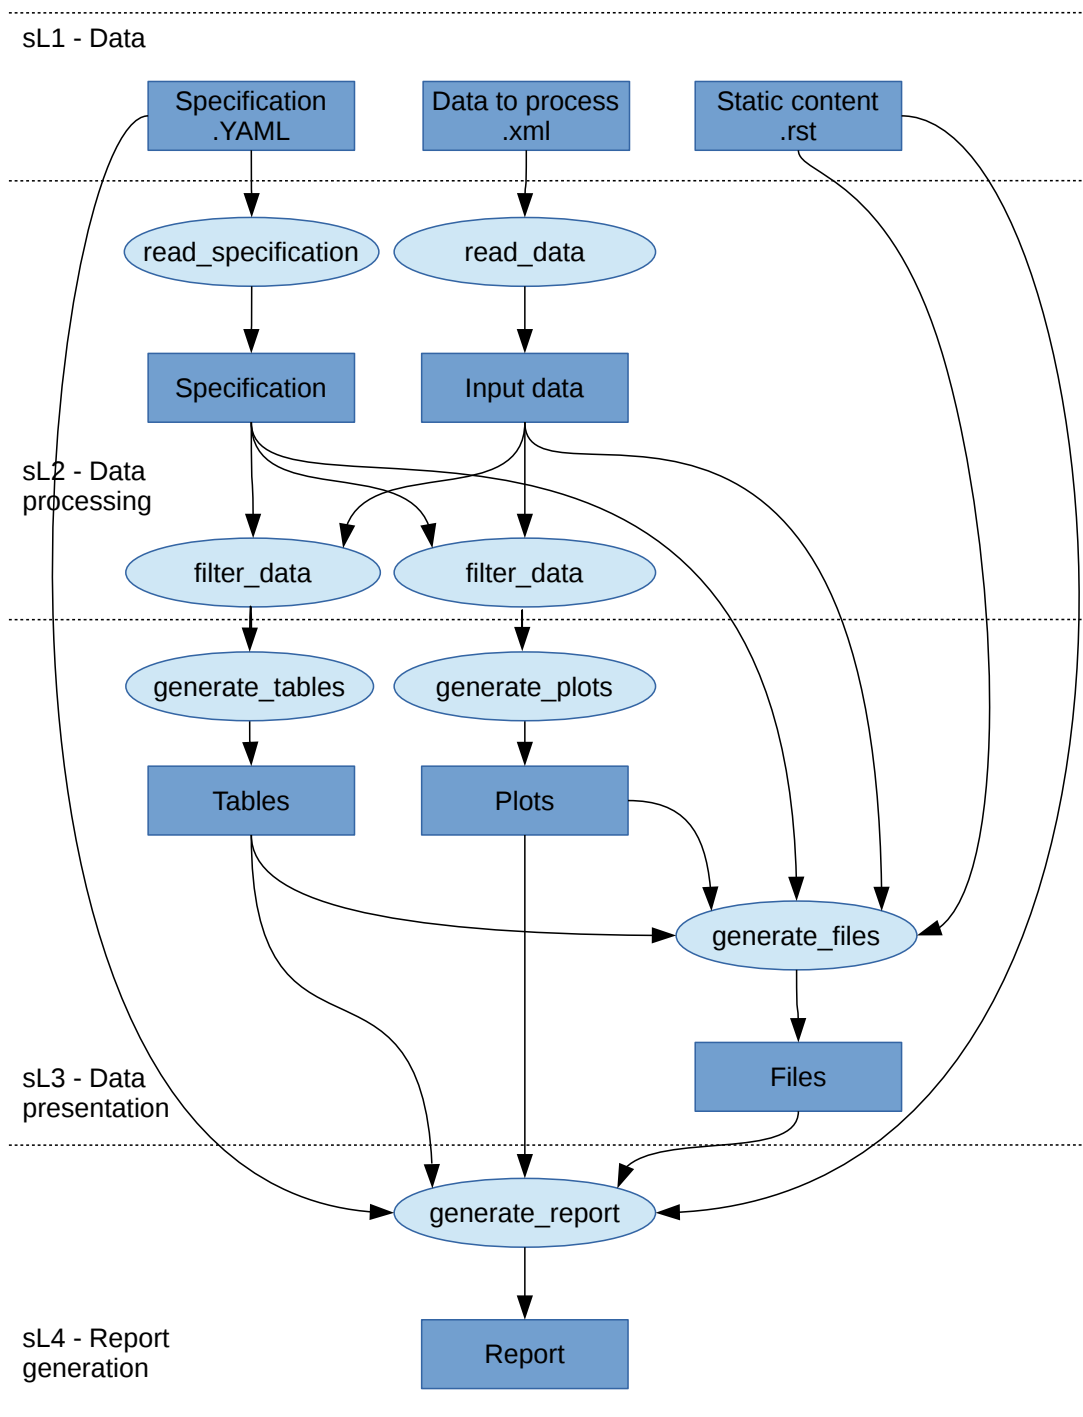 sL1 - Data
Specification
.YAML
Data to process
.xml
Static content
.rst
read_specification
read_data
Specification
Input data
sL2 - Data
processing
filter_data
filter_data
generate_tables
generate_plots
Tables
Plots
generate_files
Files
sL3 - Data
presentation
generate_report
sL4 - Report
generation
Report